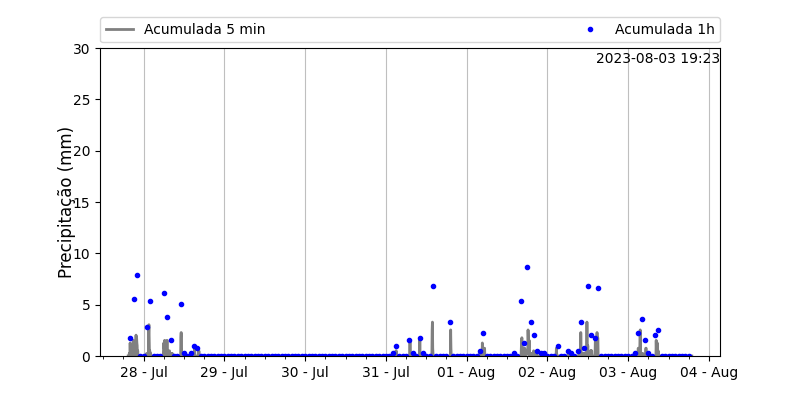 Acumulada 5 min
Acumulada 1h
2023-08-03 19:23
Precipitação (mm)
30
25
20
15
10
5
0
28 - Jul
29 - Jul
30 - Jul
31 - Jul
01 - Aug
02 - Aug
03 - Aug
04 - Aug